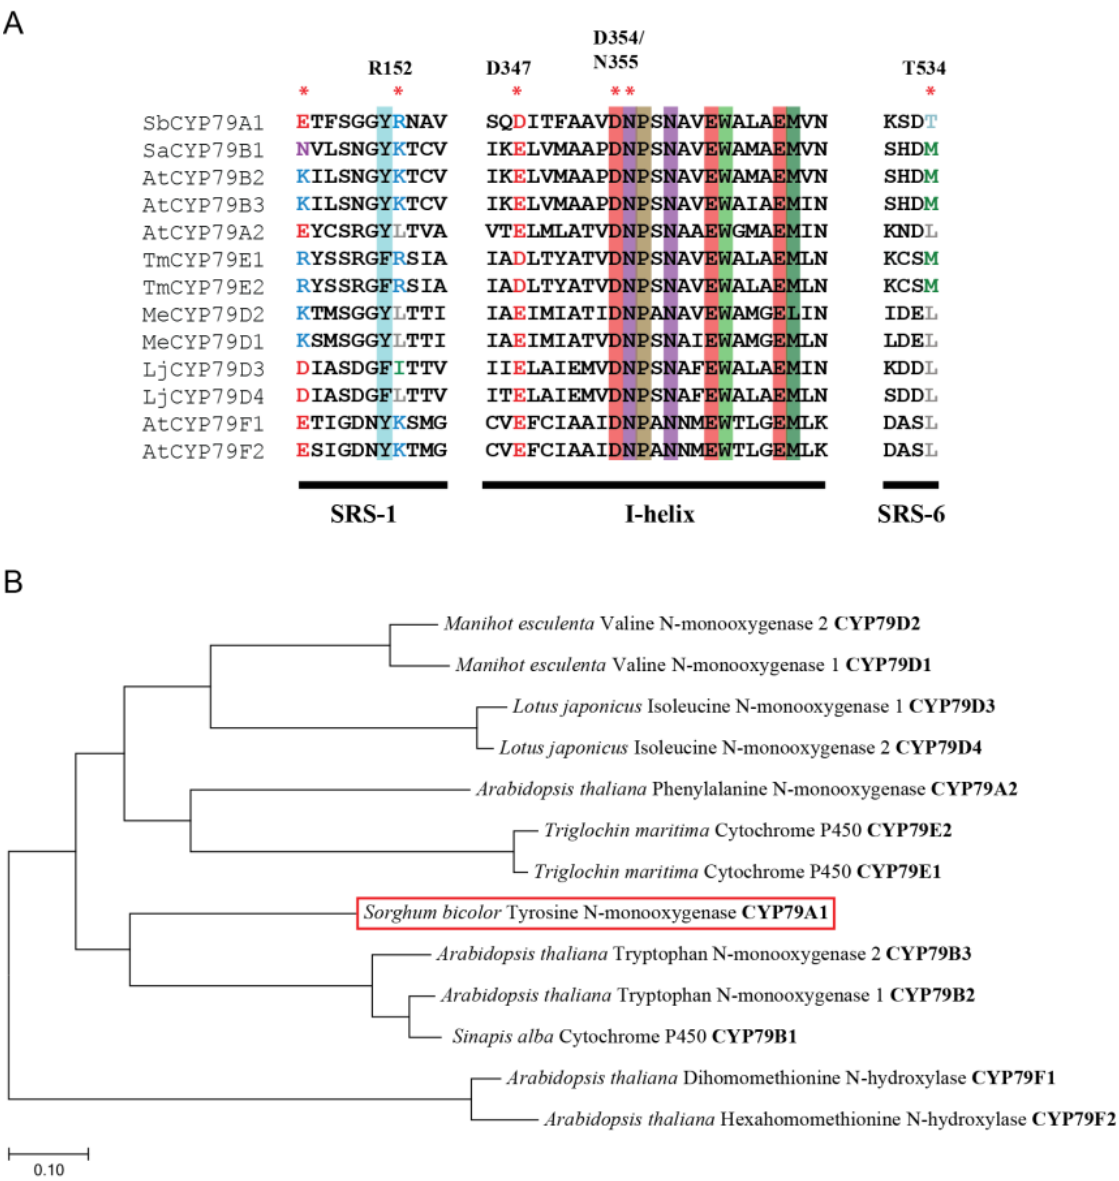 A
D354/
R152 D347 N355 T534
* * * * * *
SbCYP79A1 ETFSGGYRNAV SQDITFAAVDNPSNAVEWALAEMVN KSDT
SaCYP79B1 NVLSNGYKTCV IKELVMAAPDNPSNAVEWAMAEMVN SHDM
AtCYP79B2 KILSNGYKTCV IKELVMAAPDNPSNAVEWAMAEMVN SHDM
AtCYP79B3 KILSNGYKTCV IKELVMAAPDNPSNAVEWAIAEMIN SHDM
AtCYP79A2 EYCSRGYLTVA VTELMLATVDNPSNAAEWGMAEMIN KNDL
TmCYP79E1 RYSSRGFRSIA IADLTYATVDNPSNAVEWALAEMVN KCSM
TmCYP79E2 RYSSRGFRSIA IADLTYATVDNPSNAVEWALSEMLN KCSM
MeCYP79D2 KTMSGGYLTTI IAEIMIATIDNPANAVEWAMGELIN IDEL
MeCYP79D1 KSMSGGYLTTI IAEIMIATVDNPSNAIEWAMGEMLN LDEL
LjCYP79D3 DIASDGFITTV IIELAIEMVDNPSNAFEWALAEMIN KDDL
LjCYP79D4 DIASDGFLTTV ITELAIEMVDNPSNAFEWALAEMLN SDDL
AtCYP79F1 ETIGDNYKSMG CVEFCIAAIDNPANNMEWTLGEMLK DASL
AtCYP79F2 ESIGDNYKTMG CVEFCIAAIDNPANNMEWTLGEMLK DASL
SRS-1 I-helix SRS-6
B
Manihot esculenta Valine N-monooxygenase 2 CYP79D2
Manihot esculenta Valine N-monooxygenase 1 CYP79D1
Lotus japonicus Isoleucine N-monooxygenase 1 CYP79D3
Lotus japonicus Isoleucine N-monooxygenase 2 CYP79D4
Arabidopsis thaliana Phenylalanine N-monooxygenase CYP79A2
Triglochin maritima Cytochrome P450 CYP79E2
Triglochin maritima Cytochrome P450 CYP79E1
Sorghum bicolor Tyrosine N-monooxygenase CYP79A1
Arabidopsis thaliana Tryptophan N-monooxygenase 2 CYP79B3
Arabidopsis thaliana Tryptophan N-monooxygenase 1 CYP79B2
Sinapis alba Cytochrome P450 CYP79B1
Arabidopsis thaliana Dihomomethionine N-hydroxylase CYP79F1
Arabidopsis thaliana Hexahomomethionine N-hydroxylase CYP79F2
0.10